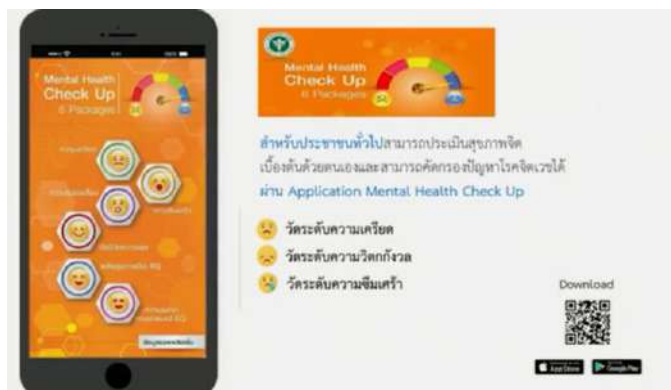 Mental Health
Check Up
6 Packages
Mental Health
Check Up
6 Packages
สำหรับประชาชนทั่วไปสามารถประเมินสุขภาพจิต
เบื้องต้นด้วยตนเองและสามารถคัดกรองปัญหาโรคจิตเวชได้
ผ่าน Application Mental Health Check Up
วัดระดับความเครียด
วัดระดับความวิตกกังวล
วัดระดับความซึมเศร้า
Download
App Store
Google Play